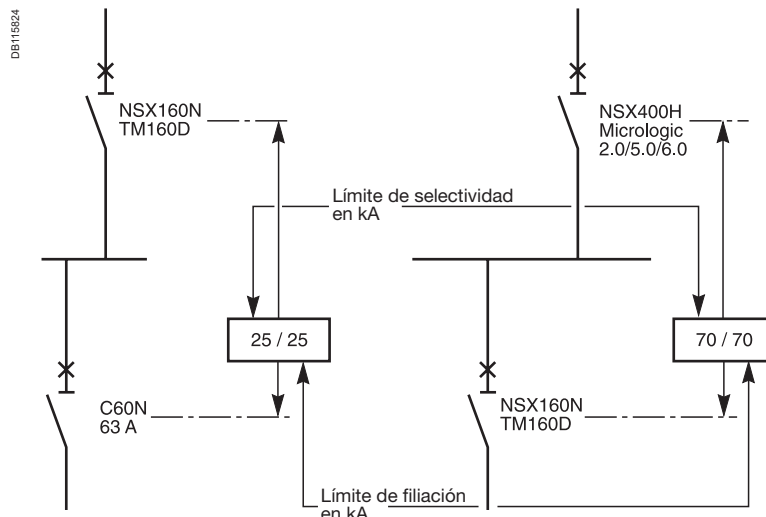 DB115824
NSX160N
TM160D
NSX400H
Micrologic
2.0/5.0/6.0
Límite de selectividad
en kA
25 / 25
70 / 70
C60N
63 A
NSX160N
TM160D
Límite de filiación
en kA